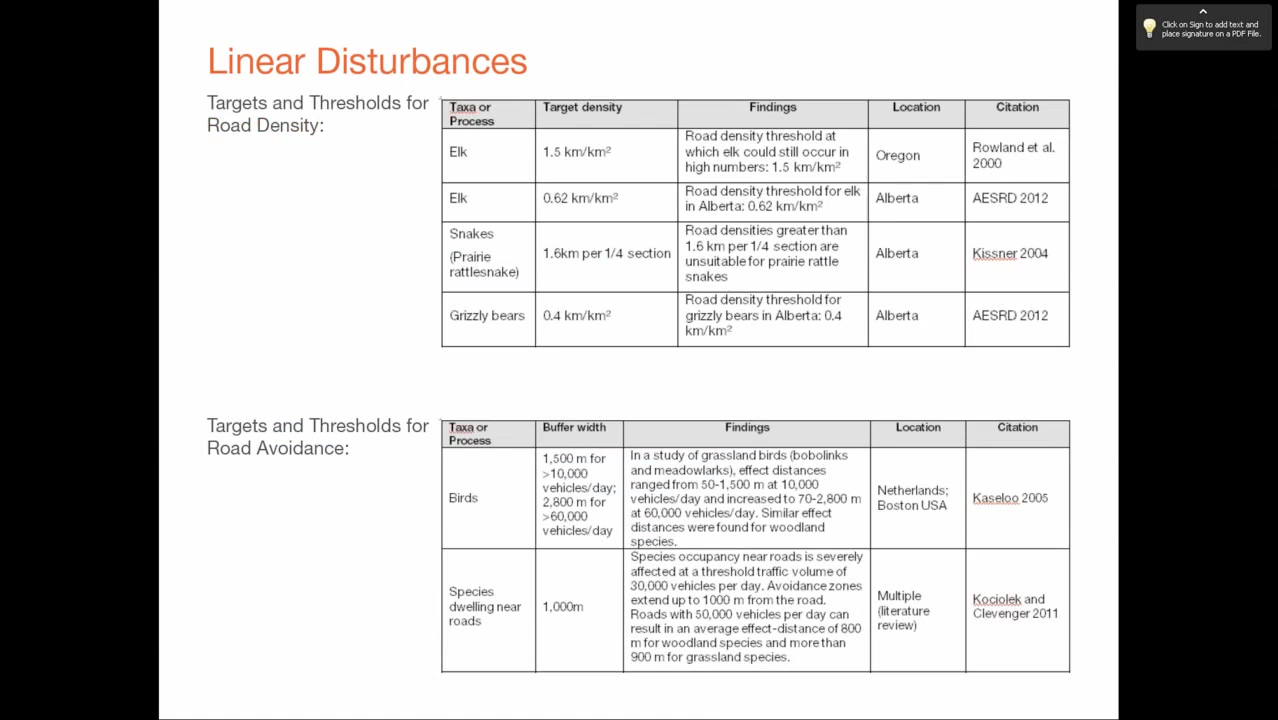 Click on Sign to add text and
place signature on a PDF File.
Linear Disturbances
Targets and Thresholds for
Road Density:
Taxa or
Process
Target density
Findings
Location
Citation
Elk
1.5 km/km²
Road density threshold at
which elk could still occur in
high numbers: 1.5 km/km²
Oregon
Rowland et al.
2000
Elk
0.62 km/km²
Road density threshold for elk
in Alberta: 0.62 km/km²
Alberta
AESRD 2012
Snakes
(Prairie
rattlesnake)
1.6km per 1/4 section
Road densities greater than
1.6 km per 1/4 section are
unsuitable for prairie rattle
snakes
Alberta
Kissner 2004
Grizzly bears
0.4 km/km²
Road density threshold for
grizzly bears in Alberta: 0.4
km/km²
Alberta
AESRD 2012
Targets and Thresholds for
Road Avoidance:
Taxa or
Process
Buffer width
Findings
Location
Citation
Birds
1,500 m for
>10,000
vehicles/day;
2,800 m for
>60,000
vehicles/day
In a study of grassland birds (bobolinks
and meadowlarks), effect distances
ranged from 50-1,500 m at 10,000
vehicles/day and increased to 70-2,800 m
at 60,000 vehicles/day. Similar effect
distances were found for woodland
species.
Netherlands;
Boston USA
Kaseloo 2005
Species
dwelling near
roads
1,000m
Species occupancy near roads is severely
affected at a threshold traffic volume of
30,000 vehicles per day. Avoidance zones
extend up to 1000 m from the road.
Roads with 50,000 vehicles per day can
result in an average effect-distance of 800
m for woodland species and more than
900 m for grassland species.
Multiple
(literature
review)
Kociolek and
Clevenger 2011